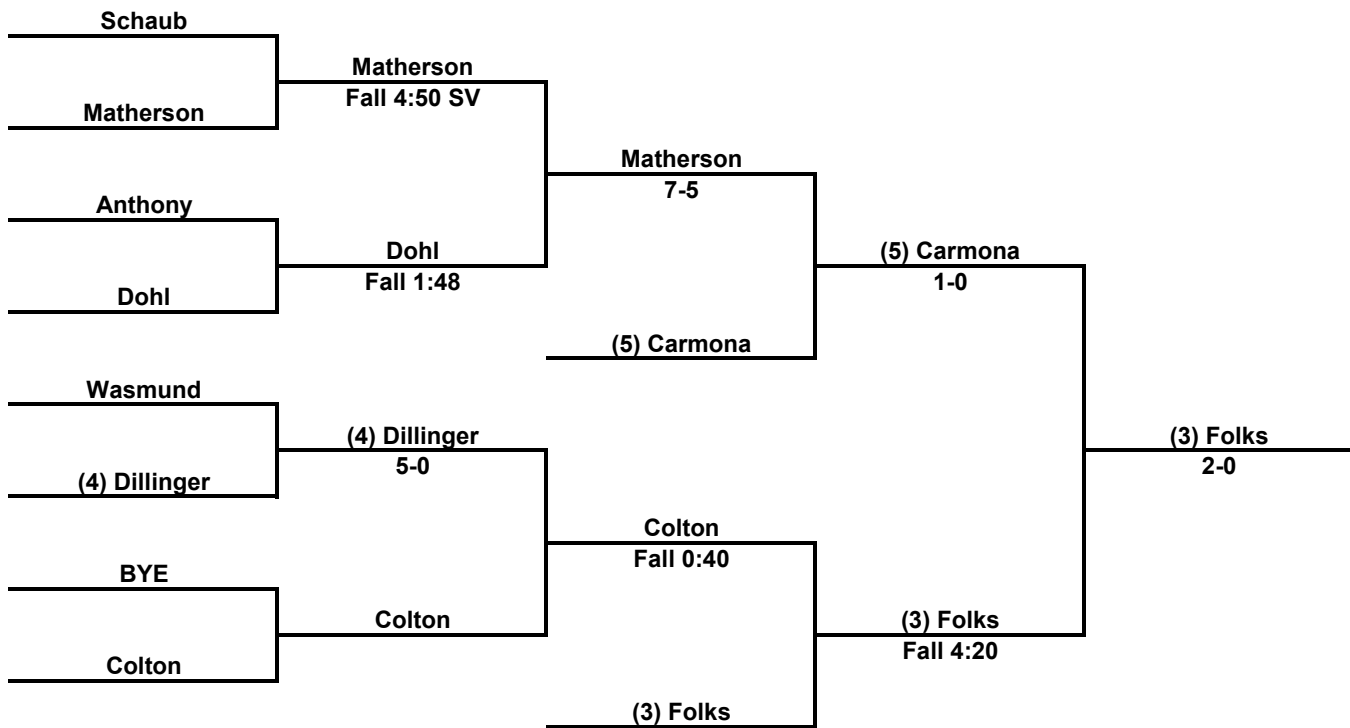 Schaub
Matherson
Fall 4:50 SV
Matherson
Matherson
7-5
Anthony
Dohl
Fall 1:48
(5) Carmona
1-0
Dohl
(5) Carmona
Wasmund
(4) Dillinger
5-0
(3) Folks
2-0
(4) Dillinger
Colton
Fall 0:40
BYE
Colton
(3) Folks
Fall 4:20
Colton
(3) Folks